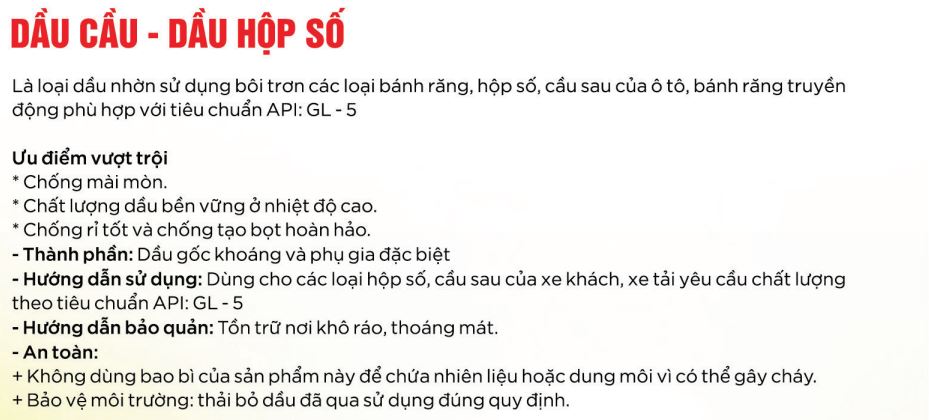 DẦU CẦU - DẦU HỘP SỐ
Là loại dầu nhờn sử dụng bôi trơn các loại bánh răng, hộp số, cầu sau của ô tô, bánh răng truyền
động phù hợp với tiêu chuẩn API: GL - 5
Ưu điểm vượt trội
* Chống mài mòn.
* Chất lượng dầu bền vững ở nhiệt độ cao.
* Chống rỉ tốt và chống tạo bọt hoàn hảo.
- Thành phần: Dầu gốc khoáng và phụ gia đặc biệt
- Hướng dẫn sử dụng: Dùng cho các loại hộp số, cầu sau của xe khách, xe tải yêu cầu chất lượng
theo tiêu chuẩn API: GL - 5
- Hướng dẫn bảo quản: Tồn trữ nơi khô ráo, thoáng mát.
- An toàn:
+ Không dùng bao bì của sản phẩm này để chứa nhiên liệu hoặc dung môi vì có thể gây cháy.
+ Bảo vệ môi trường: thải bỏ dầu đã qua sử dụng đúng quy định.